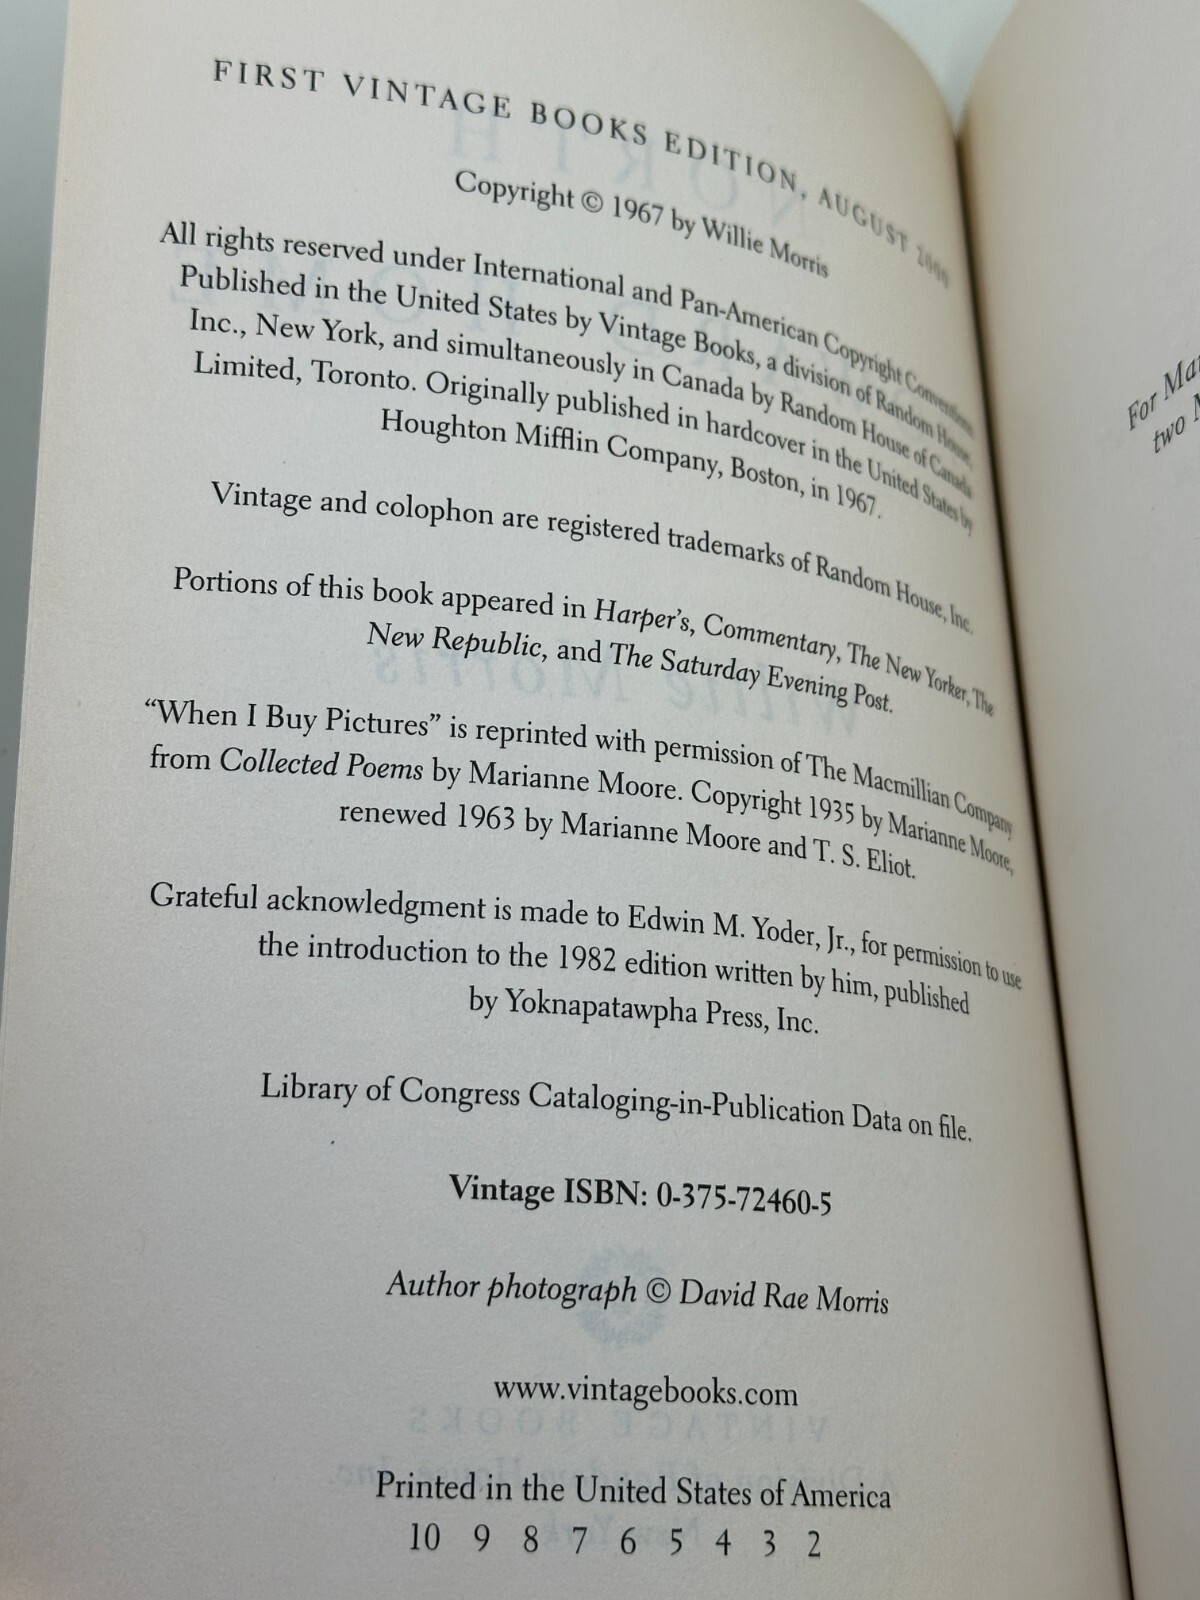 FIRST VINTAGE BOOKS EDITION, AUGUST 2000
Copyright © 1967 by Willie Morris
All rights reserved under International and Pan-American Copyright Conventions.
Published in the United States by Vintage Books, a division of Random House,
Inc., New York, and simultaneously in Canada by Random House of Canada
Limited, Toronto. Originally published in hardcover in the United States by
Houghton Mifflin Company, Boston, in 1967.
Vintage and colophon are registered trademarks of Random House, Inc.
Portions of this book appeared in Harper's, Commentary, The New Yorker, The
New Republic, and The Saturday Evening Post.
“When I Buy Pictures” is reprinted with permission of The Macmillian Company
from Collected Poems by Marianne Moore. Copyright 1935 by Marianne Moore,
renewed 1963 by Marianne Moore and T. S. Eliot.
Grateful acknowledgment is made to Edwin M. Yoder, Jr., for permission to use
the introduction to the 1982 edition written by him, published
by Yoknapatawpha Press, Inc.
Library of Congress Cataloging-in-Publication Data on file.
Vintage ISBN: 0-375-72460-5
Author photograph © David Rae Morris
www.vintagebooks.com
Printed in the United States of America
10 9 8 7 6 5 4 3 2
For
two